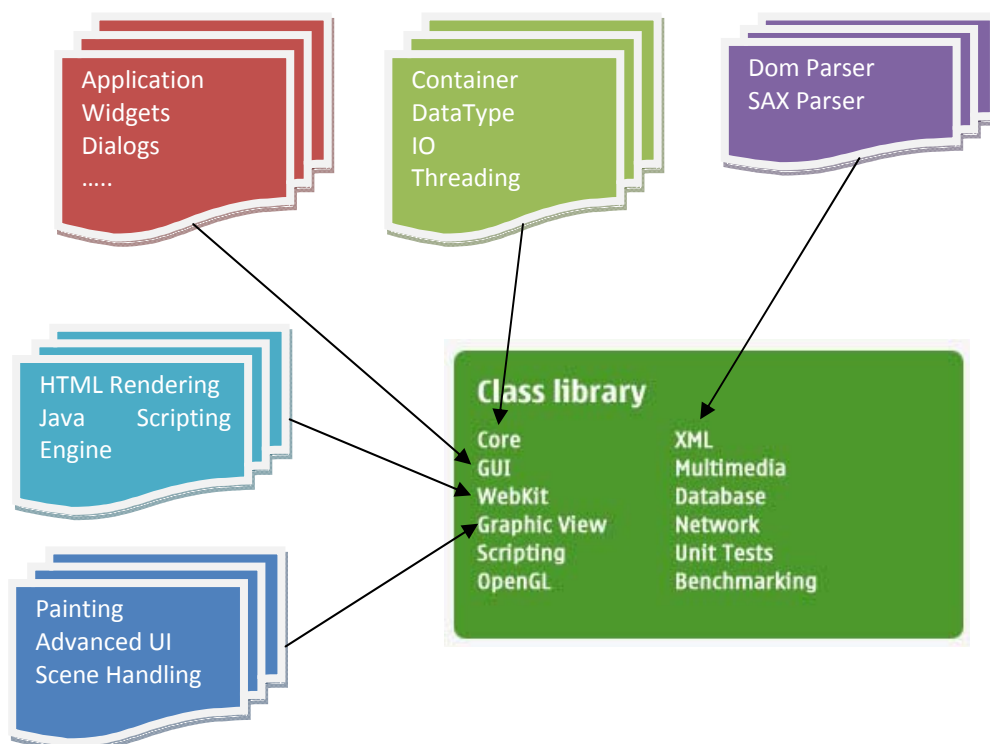 Application
Widgets
Dialogs
…..
Container
DataType
IO
Threading
Dom Parser
SAX Parser
HTML Rendering
Java Scripting
Engine
Painting
Advanced UI
Scene Handling
Class library
Core
GUI
WebKit
Graphic View
Scripting
OpenGL
XML
Multimedia
Database
Network
Unit Tests
Benchmarking